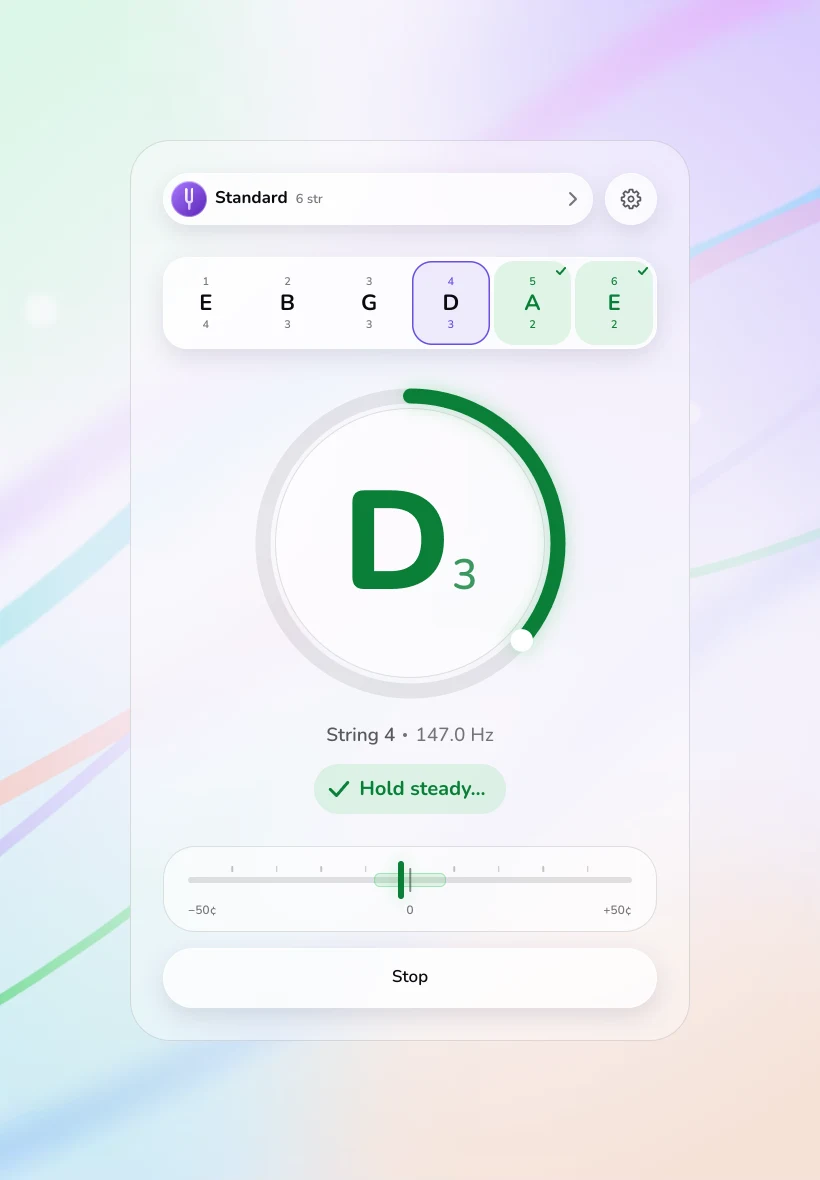 Standard 6 str
1 2 3 4 5 6
E B G D A E
4 3 3 3 2 2
D3
String 4 • 147.0 Hz
Hold steady...
−50¢ 0 +50¢
Stop